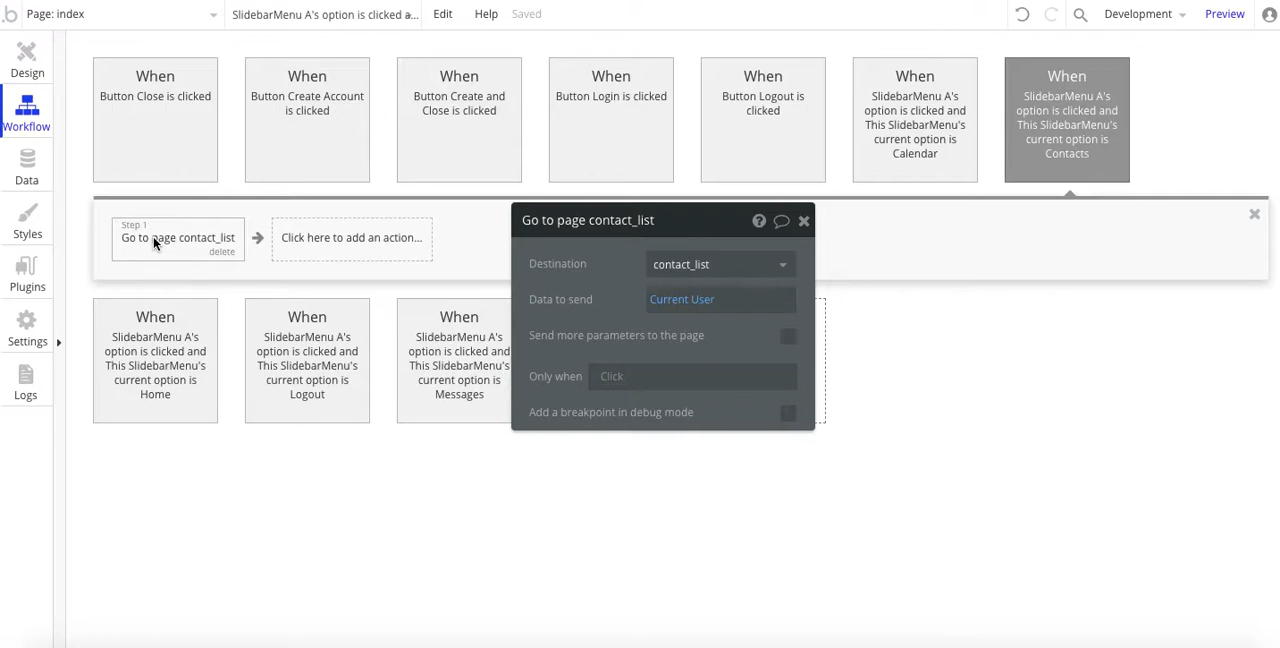 Page: index
SlidebarMenu A's option is clicked a...
Edit
Help
Saved
Development
Preview
Design
Workflow
Data
Styles
Plugins
Settings
Logs
When
Button Close is clicked
When
Button Create Account
is clicked
When
Button Create and
Close is clicked
When
Button Login is clicked
When
Button Logout is
clicked
When
SlidebarMenu A's
option is clicked and
This SlidebarMenu's
current option is
Calendar
When
SlidebarMenu A's
option is clicked and
This SlidebarMenu's
current option is
Contacts
Step 1
Go to page contact_list
delete
Click here to add an action...
Go to page contact_list
Destination
contact_list
Data to send
Current User
Send more parameters to the page
Only when
Click
Add a breakpoint in debug mode
When
SlidebarMenu A's
option is clicked and
This SlidebarMenu's
current option is
Home
When
SlidebarMenu A's
option is clicked and
This SlidebarMenu's
current option is
Logout
When
SlidebarMenu A's
option is clicked and
This SlidebarMenu's
current option is
Messages